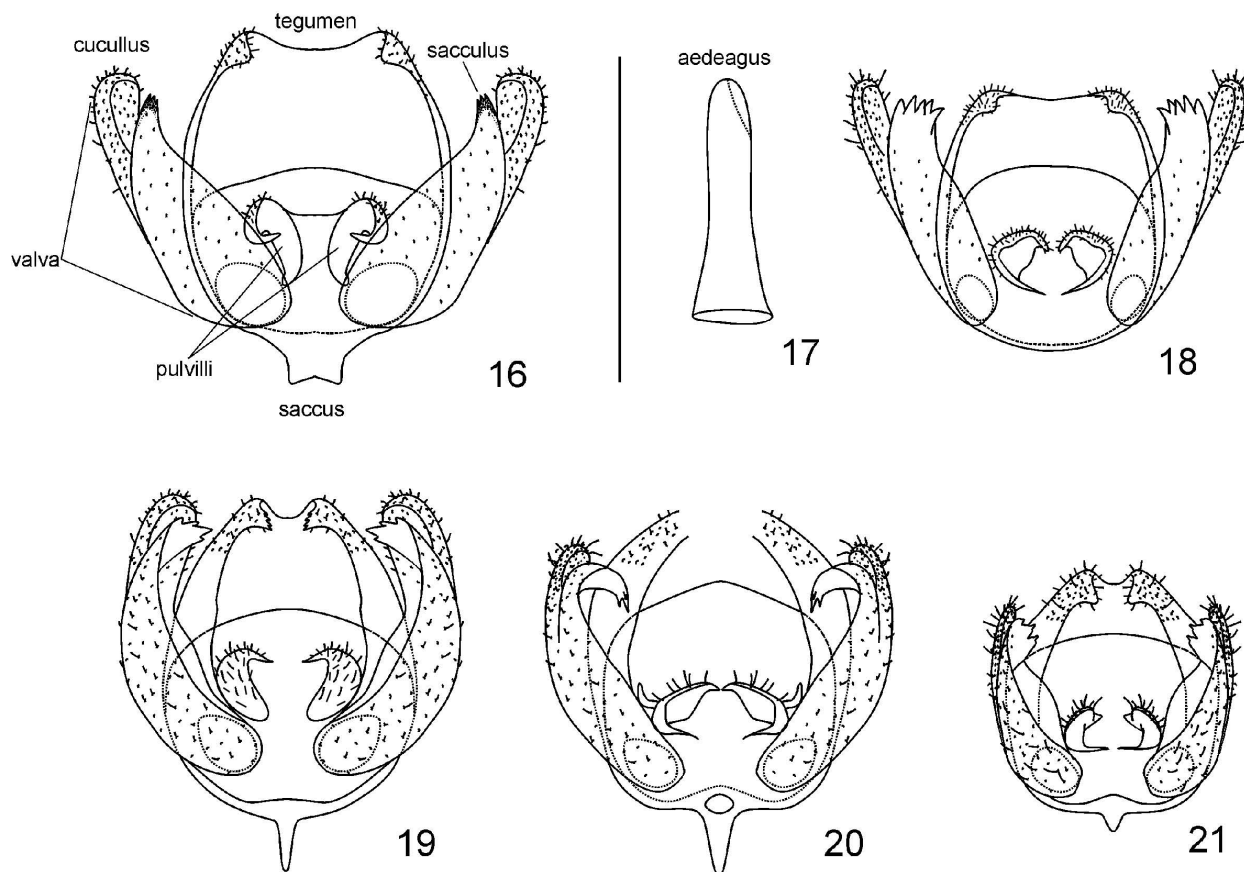 tegumen
cucullus
sacculus
aedeagus
valva
pulvilli
16
17
18
saccus
19
20
21